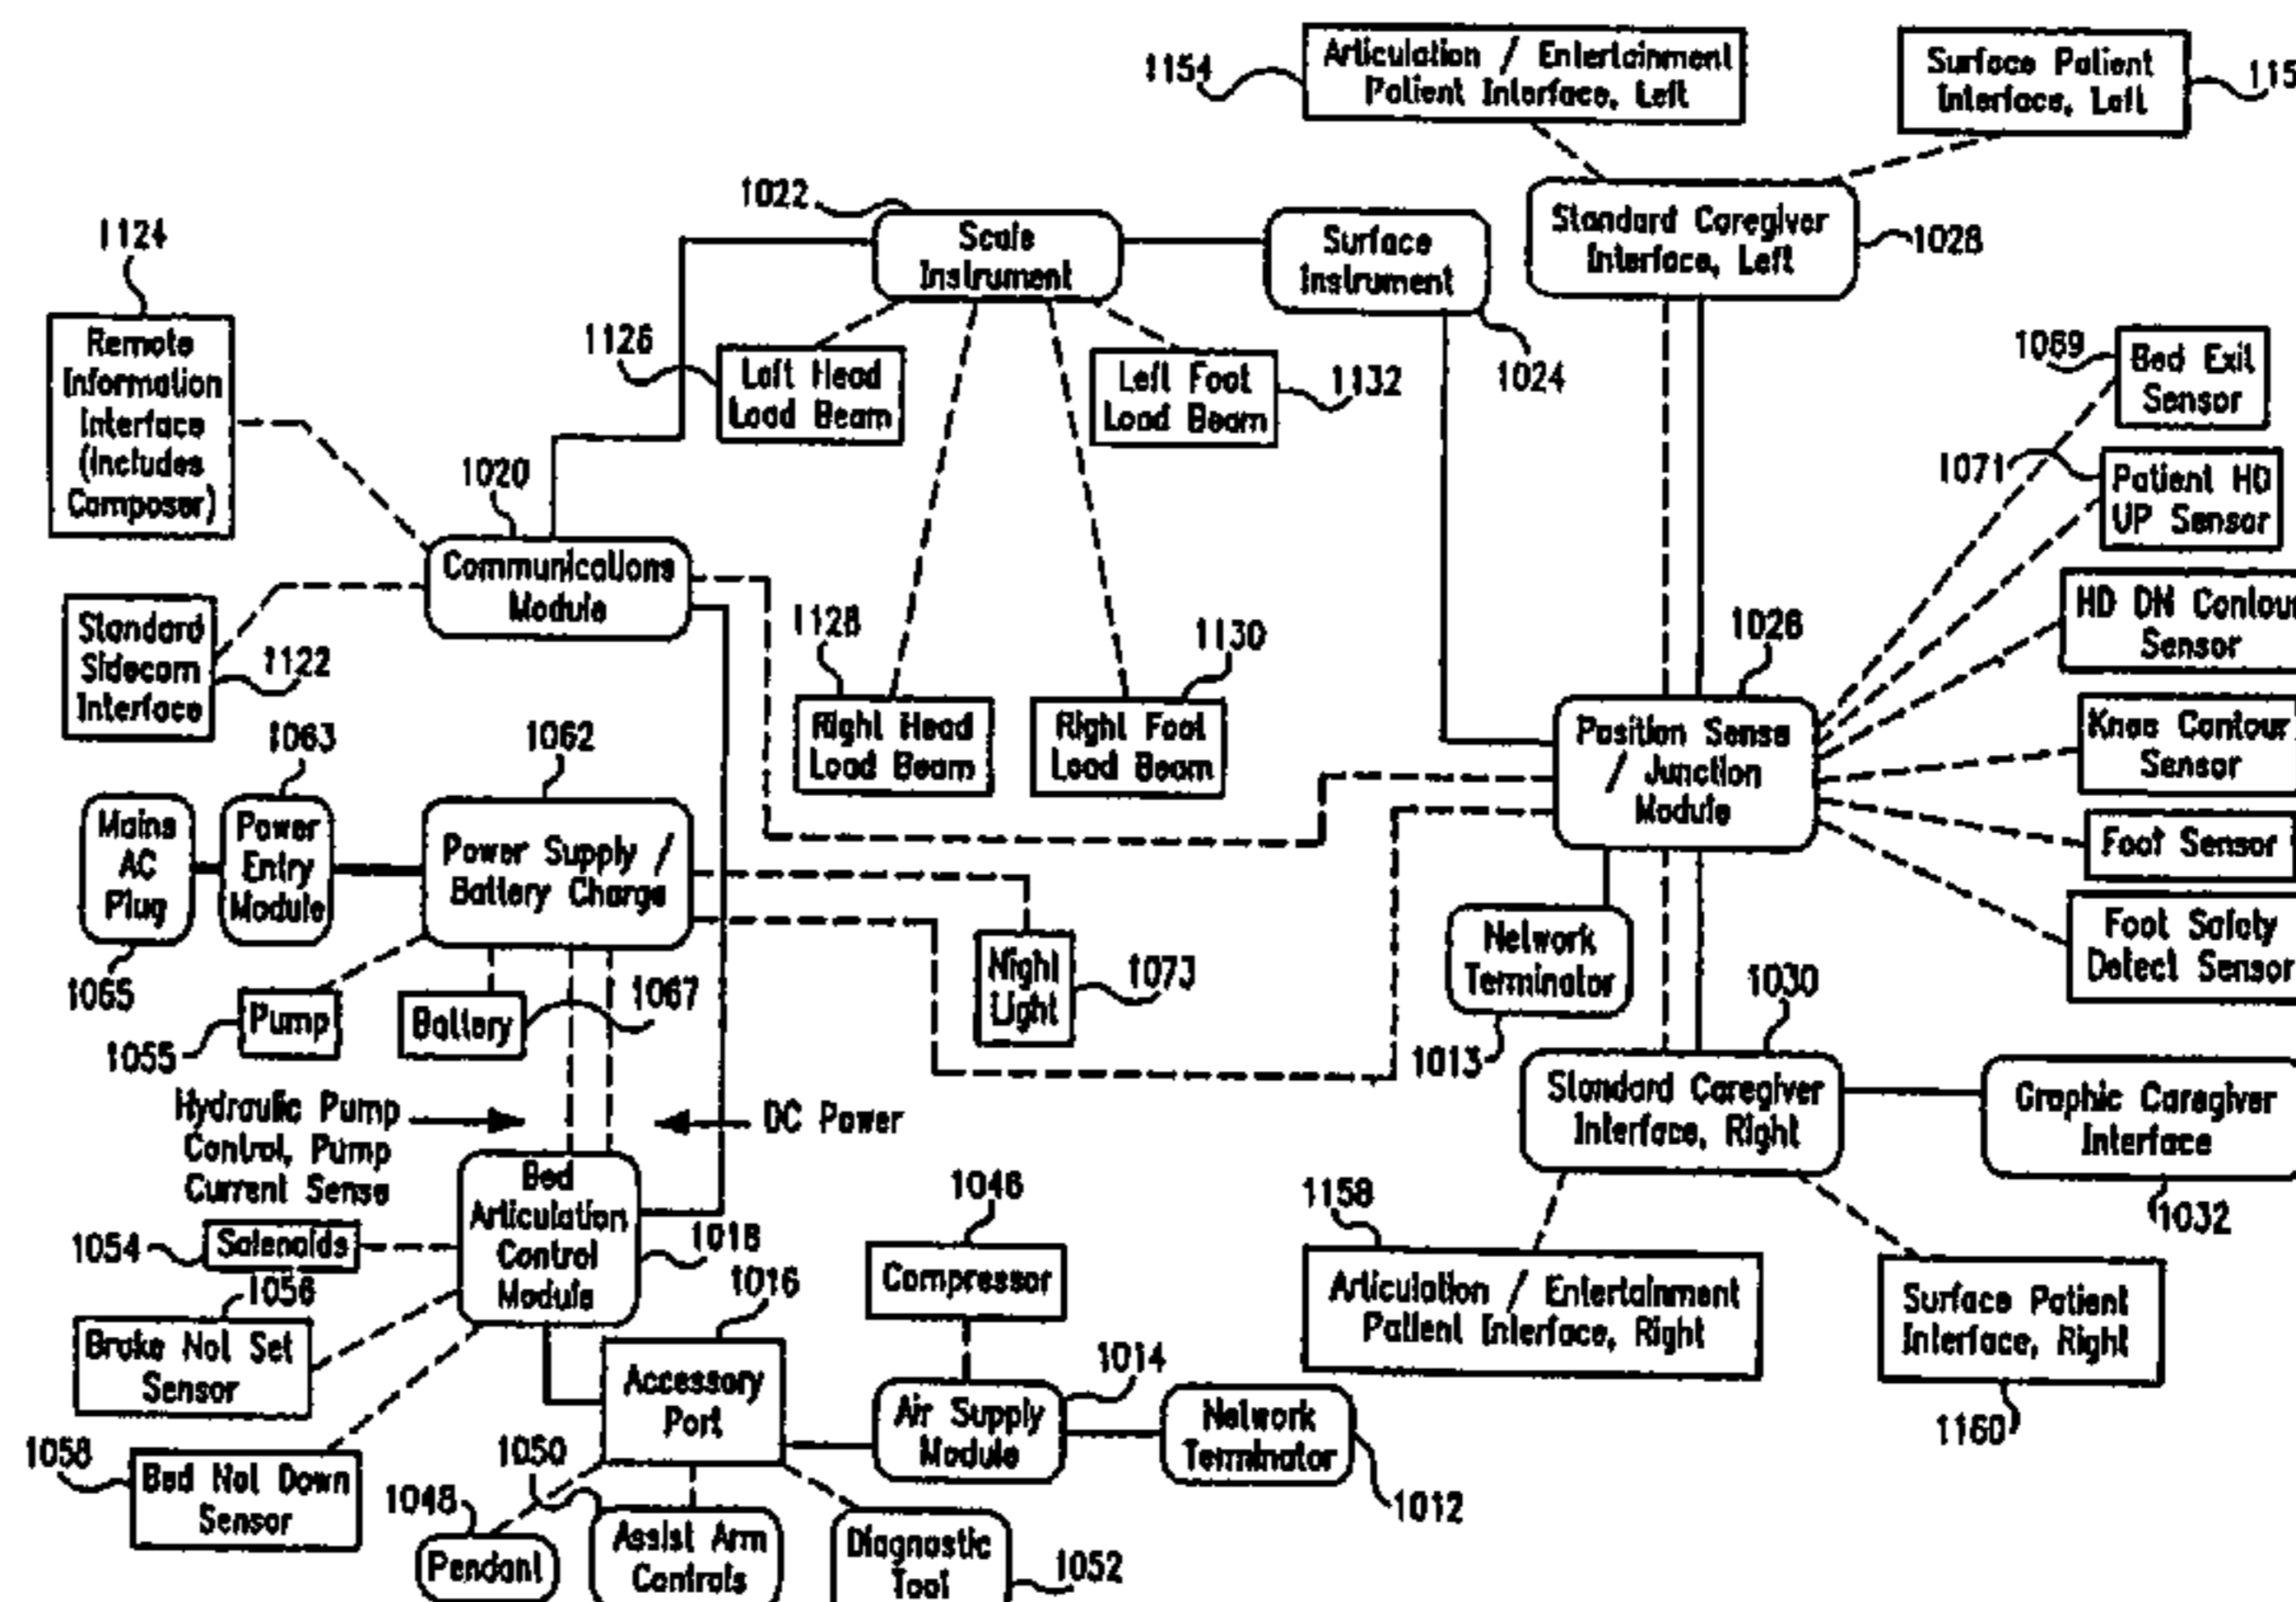 1154
Articulation / Entertainment
Patient Interface, Left
Surface Patient
Interface, Left
115
1022
Scale
Instrument
Surface
Instrument
1024
Standard Caregiver
Interface, Left
1028
1124
Remote
Information
Interface
(Includes
Composer)
1126
Left Head
Load Beam
Left Foot
Load Beam
1132
1069
Bed Exit
Sensor
1071
Patient HD
UP Sensor
HD DN Contour
Sensor
Knee Contour
Sensor
Foot Sensor
Foot Safety
Detect Sensor
1020
Communications
Module
Standard
Sidecom
Interface
1122
1128
Right Head
Load Beam
1130
Right Foot
Load Beam
1026
Position Sense
/ Junction
Module
1063
1062
Mains
AC
Plug
Power
Entry
Module
Power Supply /
Battery Charge
1065
Pump
1055
Battery
1067
Night
Light
1073
Network
Terminator
1013
1030
Standard Caregiver
Interface, Right
Graphic Caregiver
Interface
1032
Hydraulic Pump
Control, Pump
Current Sense
DC Power
Bed
Articulation
Control
Module
1018
1054
Solenoids
1056
Brake Not Set
Sensor
1058
Bed Not Down
Sensor
1016
Accessory
Port
1046
Compressor
1014
Air Supply
Module
Network
Terminator
1012
1158
Articulation / Entertainment
Patient Interface, Right
Surface Patient
Interface, Right
1160
1048
Pendant
1050
Assist Arm
Controls
Diagnostic
Tool
1052